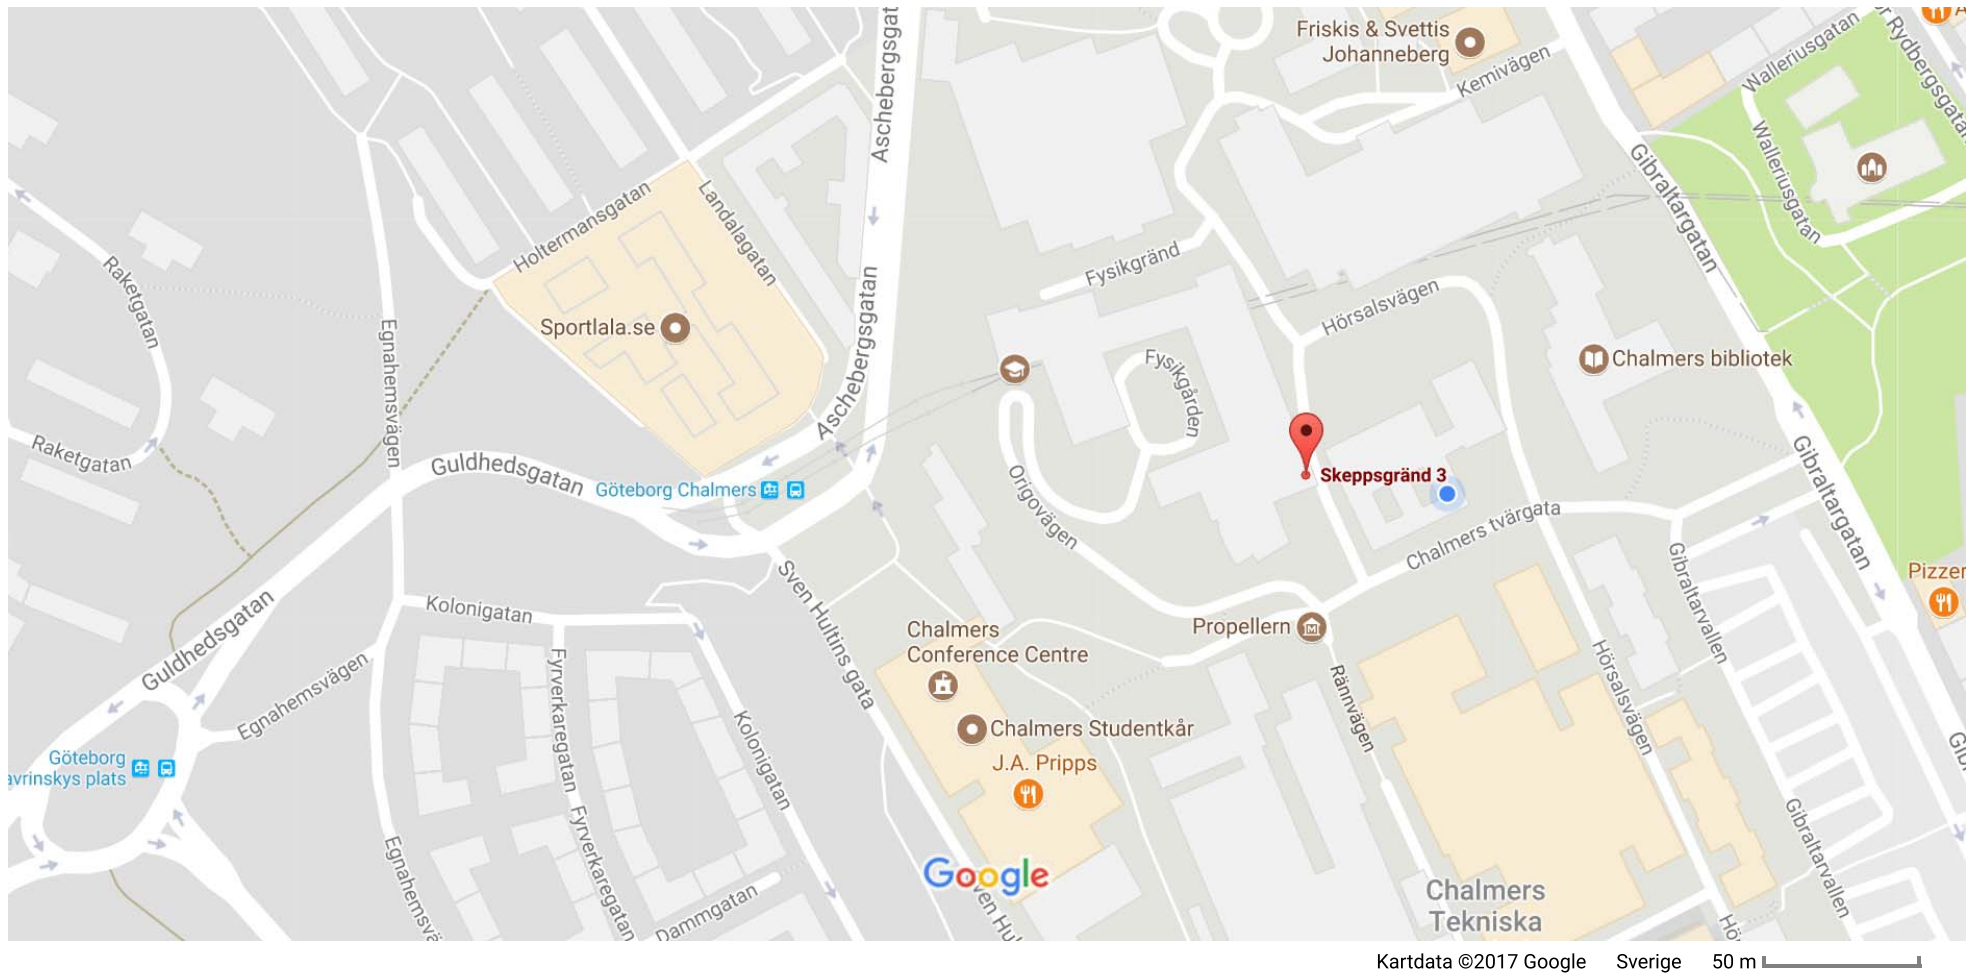 Friskis & Svettis
Johanneberg
Kemivägen
Walleriusgatan
Walleriusgatan
Aschebergsgat
Gibraltargatan
Holtermansgatan
Landalagatan
Fysikgränd
Raketgatan
Egnahemsvägen
Sportlala.se
Aschebergsgatan
Hörsalsvägen
Fysikgården
Chalmers bibliotek
Raketgatan
Guldhedsgatan
Göteborg Chalmers
Origovägen
Skeppsgränd 3
Chalmers tvärgata
Gibraltargatan
Gibraltarvallen
Pizzer
Guldhedsgatan
Kolonigatan
Sven Hultins gata
Chalmers
Conference Centre
Propellern
Egnahemsvägen
Fyrverkaregatan
Kolonigatan
Rännvägen
Hörsalsvägen
Chalmers Studentkår
J.A. Pripps
Göteborg
avrinskys plats
Fyrverkaregatan
Egnahemsvä
Dammgatan
Google
Chalmers
Tekniska
Gibraltarvallen
Kartdata ©2017 Google Sverige 50 m